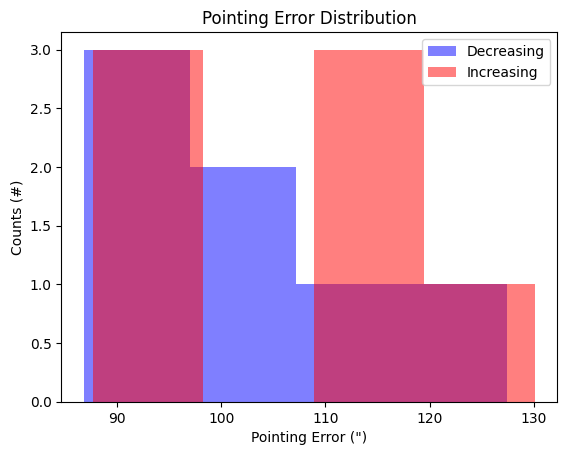 Pointing Error Distribution
Decreasing
Increasing
Counts (#)
3.0
2.5
2.0
1.5
1.0
0.5
0.0
90 100 110 120 130
Pointing Error (")